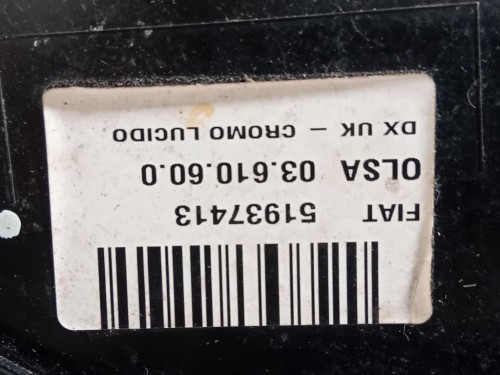 FIAT 51937413
OLSA 03.610.60.0
DX UK - CROMO LUCIDO